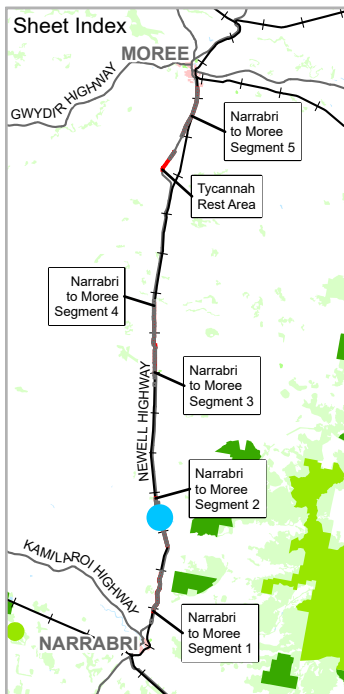 Sheet Index
MOREE
GWYDIR HIGHWAY
Narrabri
to Moree
Segment 5
Tycannah
Rest Area
Narrabri
to Moree
Segment 4
Narrabri
to Moree
Segment 3
NEWELL HIGHWAY
Narrabri
to Moree
Segment 2
KAMILAROI HIGHWAY
Narrabri
to Moree
Segment 1
NARRABRI